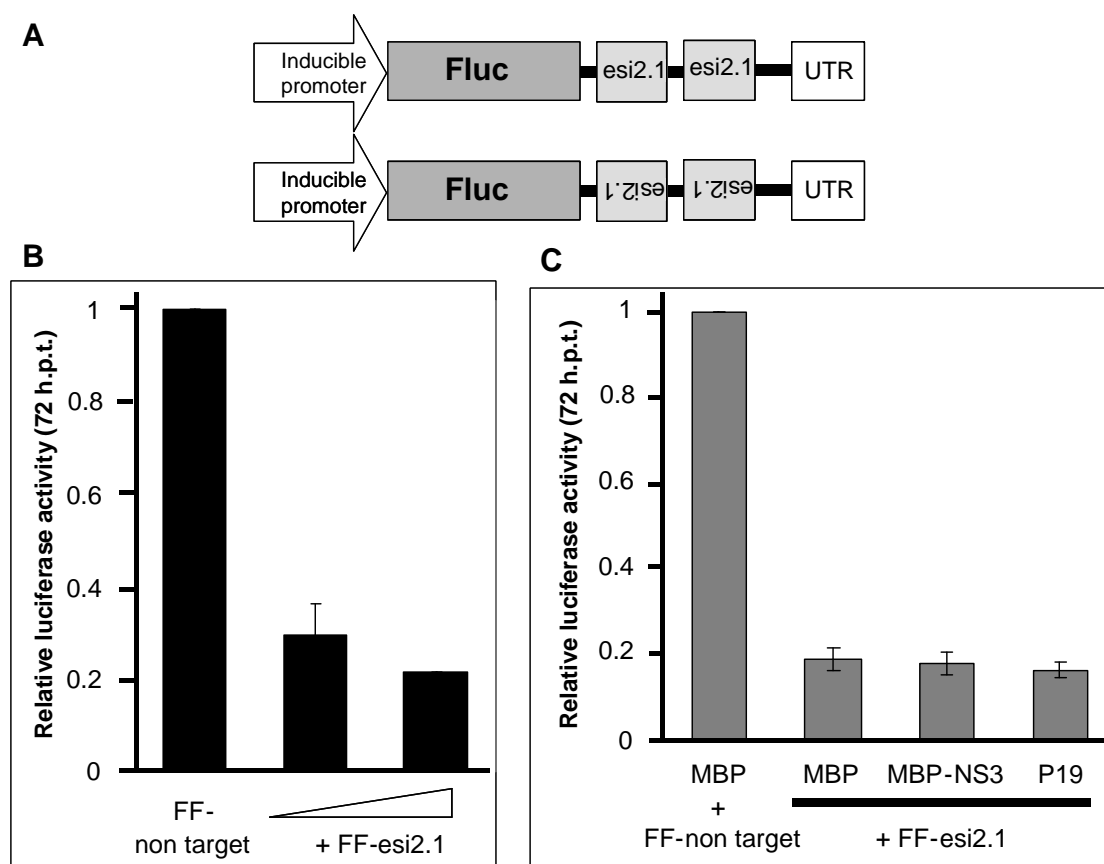 A
Inducible promoter
Fluc
esi2.1
esi2.1
UTR
Inducible promoter
Fluc
esi2.1
esi2.1
UTR
B
Relative luciferase activity (72 h.p.t.)
1
0.8
0.6
0.4
0.2
0
FF-
non target
+ FF-esi2.1
C
Relative luciferase activity (72 h.p.t.)
1
0.8
0.6
0.4
0.2
0
MBP
+
FF-non target
MBP
MBP-NS3
P19
+ FF-esi2.1